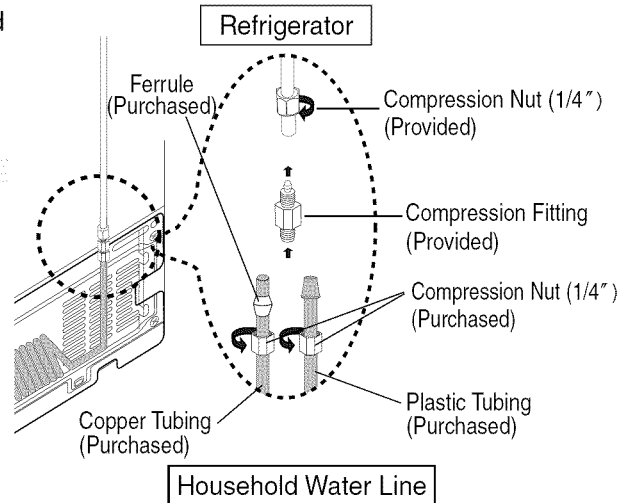 d
Refrigerator
Ferrule
(Purchased)
Compression Nut (1/4″)
(Provided)
Compression Fitting
(Provided)
Compression Nut (1/4″)
(Purchased)
Plastic Tubing
(Purchased)
Copper Tubing
(Purchased)
Household Water Line